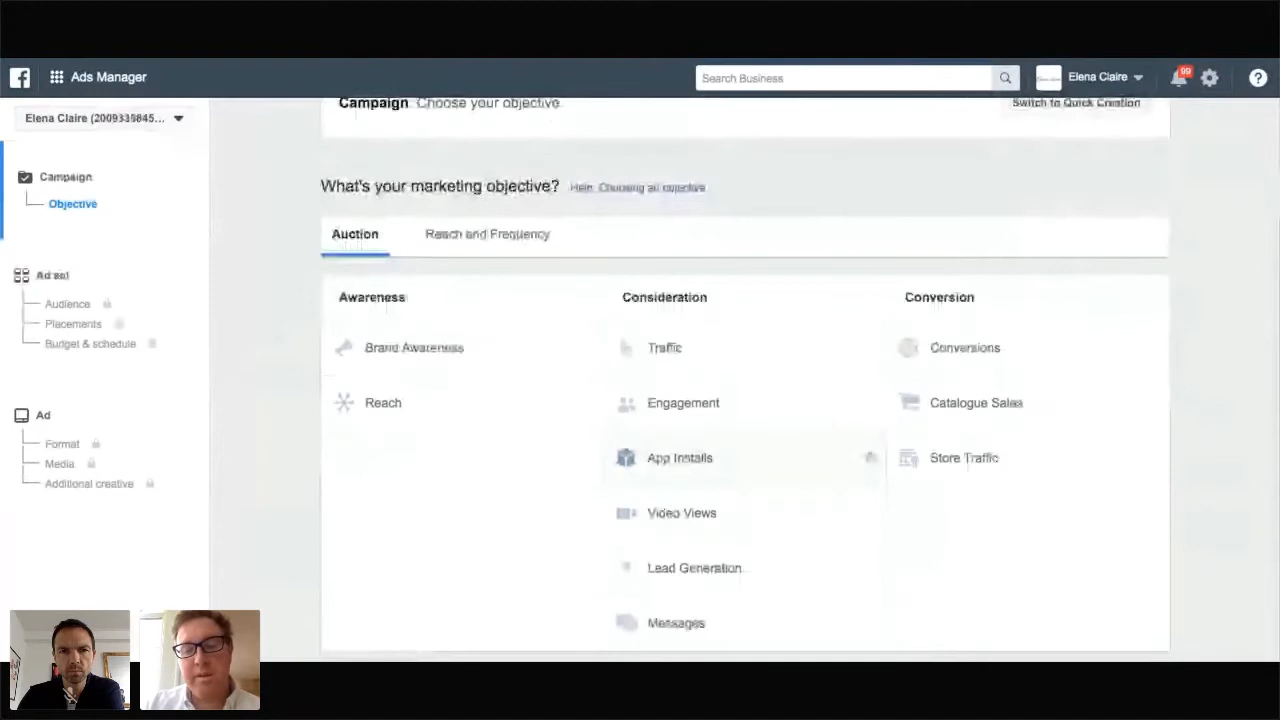 Ads Manager
Search Business
Elena Claire
99
?
Elena Claire (2009339845...
Campaign Choose your objective.
Switch to Quick Creation
Campaign
Objective
What's your marketing objective? Help: Choosing an objective
Auction
Reach and Frequency
Ad set
Audience
Placements
Budget & schedule
Awareness
Consideration
Conversion
Brand Awareness
Traffic
Conversions
Reach
Engagement
Catalogue Sales
App Installs
Store Traffic
Video Views
Lead Generation
Messages
Ad
Format
Media
Additional creative